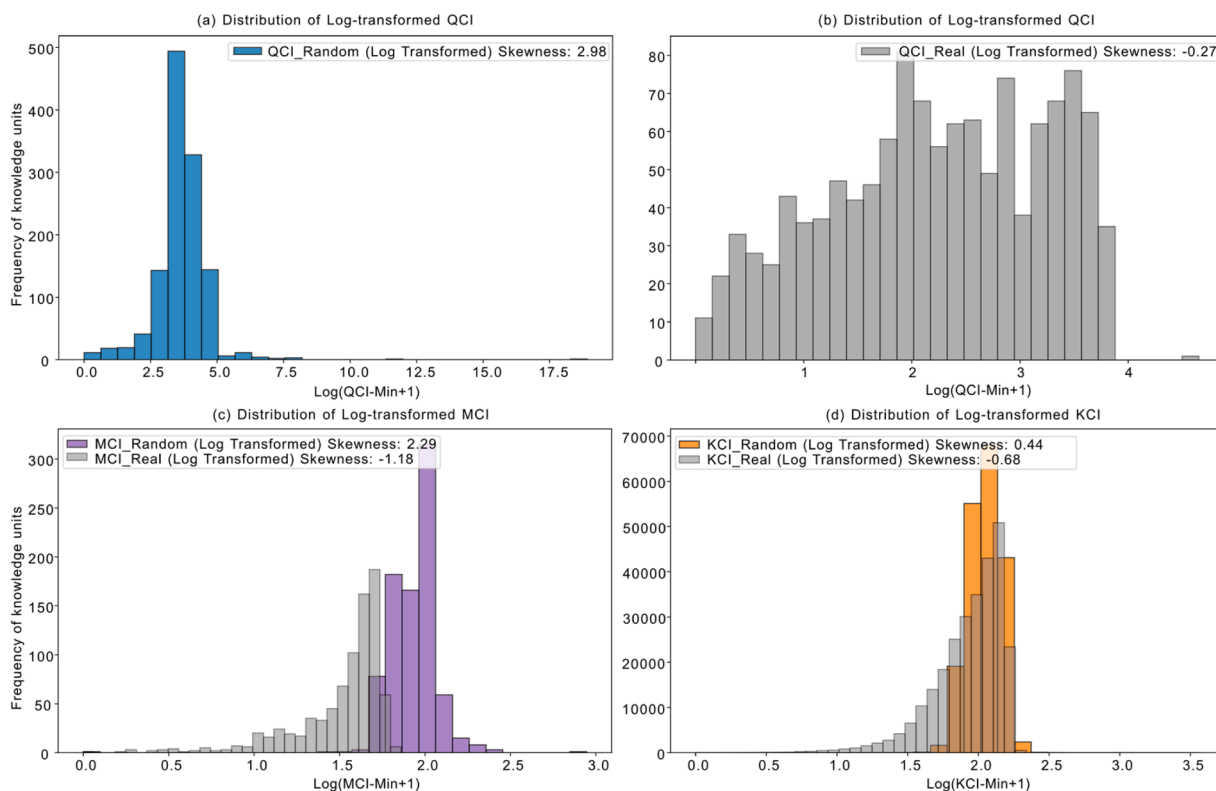 (a) Distribution of Log-transformed QCI
QCI_Random (Log Transformed) Skewness: 2.98
Frequency of knowledge units
500
400
300
200
100
0
0.0 2.5 5.0 7.5 10.0 12.5 15.0 17.5
Log(QCI-Min+1)
(b) Distribution of Log-transformed QCI
QCI_Real (Log Transformed) Skewness: -0.27
80
70
60
50
40
30
20
10
0
1 2 3 4
Log(QCI-Min+1)
(c) Distribution of Log-transformed MCI
MCI_Random (Log Transformed) Skewness: 2.29
MCI_Real (Log Transformed) Skewness: -1.18
Frequency of knowledge units
300
250
200
150
100
50
0
0.0 0.5 1.0 1.5 2.0 2.5 3.0
Log(MCI-Min+1)
(d) Distribution of Log-transformed KCI
KCI_Random (Log Transformed) Skewness: 0.44
KCI_Real (Log Transformed) Skewness: -0.68
70000
60000
50000
40000
30000
20000
10000
0
0.0 0.5 1.0 1.5 2.0 2.5 3.0 3.5
Log(KCI-Min+1)